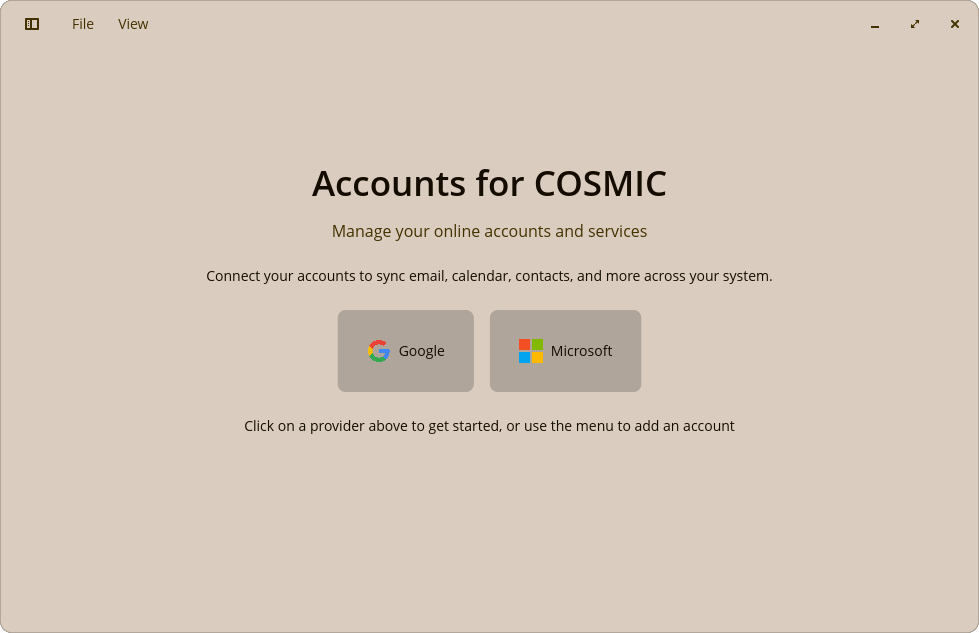 File View
Accounts for COSMIC
Manage your online accounts and services
Connect your accounts to sync email, calendar, contacts, and more across your system.
Google Microsoft
Click on a provider above to get started, or use the menu to add an account